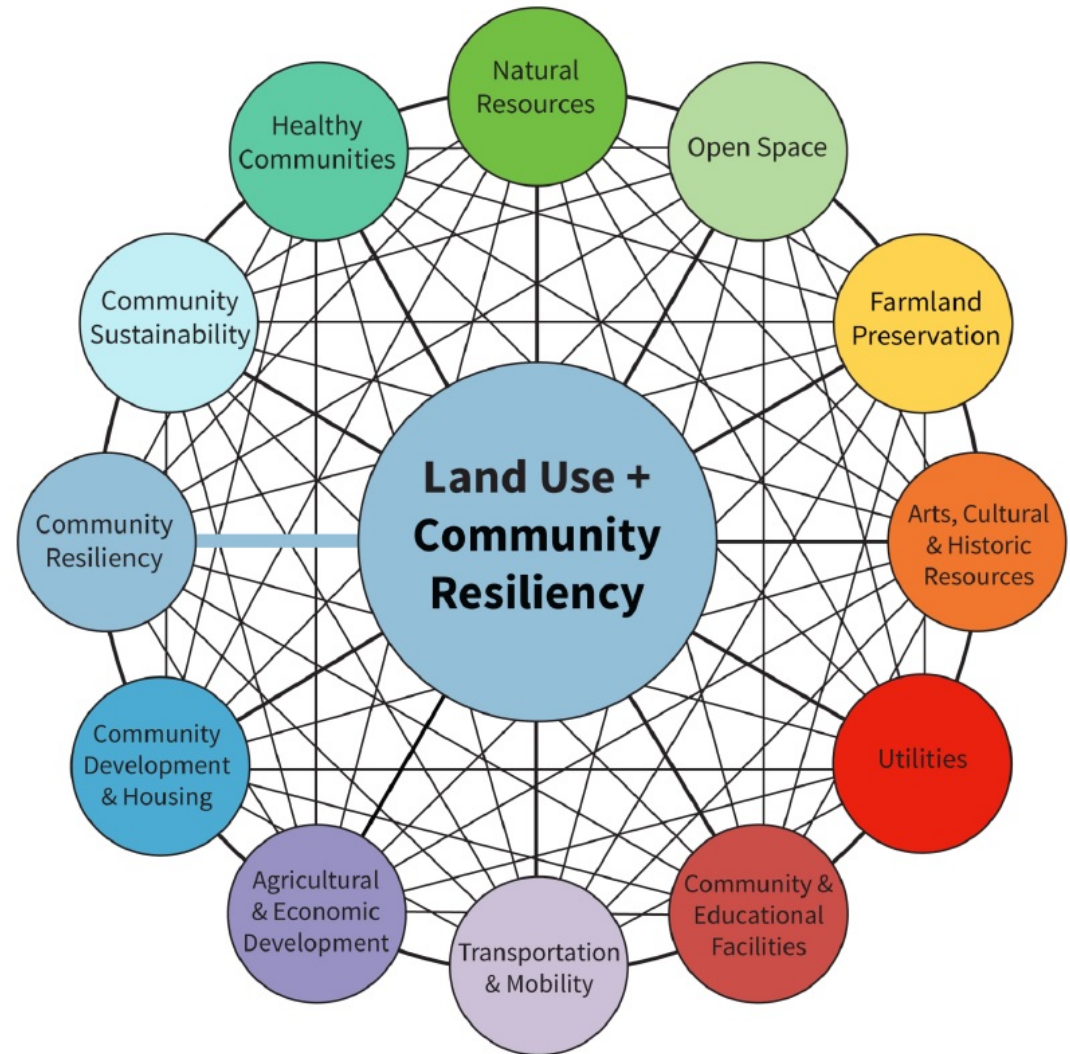 Natural
Resources
Open Space
Farmland
Preservation
Arts, Cultural
& Historic
Resources
Utilities
Community &
Educational
Facilities
Transportation
& Mobility
Agricultural
& Economic
Development
Community
Development
& Housing
Community
Resiliency
Community
Sustainability
Healthy
Communities
Land Use +
Community
Resiliency